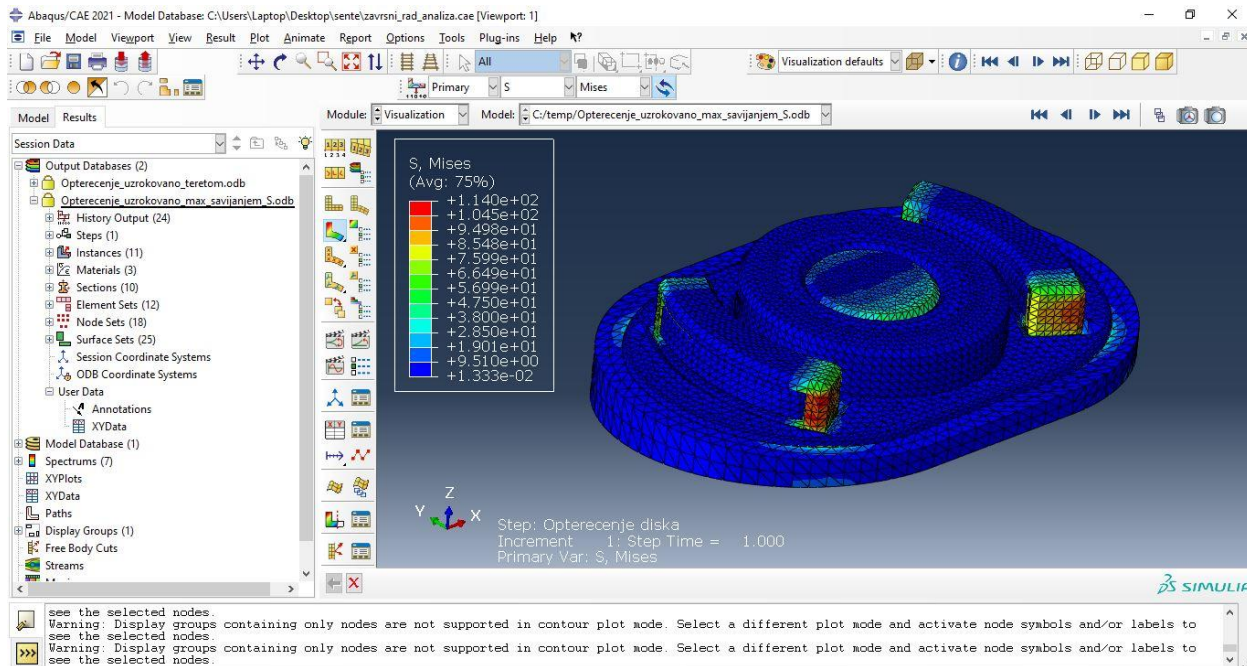 Abaqus/CAE 2021 - Model Database: C:\Users\Laptop\Desktop\sente\zavrsni_rad_analiza.cae [Viewport: 1]
File Model Viewport View Result Plot Animate Report Options Tools Plug-ins Help
All
Visualization defaults
Primary S Mises
Model Results
Module: Visualization Model: C:/temp/Opterecenje_uzrokovano_max_savijanjem_S.odb
Session Data
Output Databases (2)
Opterecenje_uzrokovano_teretom.odb
Opterecenje_uzrokovano_max_savijanjem_S.odb
History Output (24)
Steps (1)
Instances (11)
Materials (3)
Sections (10)
Element Sets (12)
Node Sets (18)
Surface Sets (25)
Session Coordinate Systems
ODB Coordinate Systems
User Data
Annotations
XYData
Model Database (1)
Spectrums (7)
XYPlots
XYData
Paths
Display Groups (1)
Free Body Cuts
Streams
S, Mises
(Avg: 75%)
+1.140e+02
+1.045e+02
+9.498e+01
+8.548e+01
+7.599e+01
+6.649e+01
+5.699e+01
+4.750e+01
+3.800e+01
+2.850e+01
+1.901e+01
+9.510e+00
+1.333e-02
Z
Y X
Step: Opterecenje diska
Increment 1: Step Time = 1.000
Primary Var: S, Mises
SIMULIA
see the selected nodes.
Warning: Display groups containing only nodes are not supported in contour plot mode. Select a different plot mode and activate node symbols and/or labels to
see the selected nodes.
Warning: Display groups containing only nodes are not supported in contour plot mode. Select a different plot mode and activate node symbols and/or labels to
see the selected nodes.